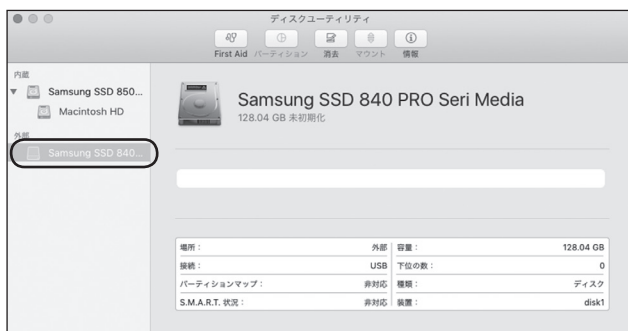 ディスクユーティリティ
First Aid パーティション 消去 マウント 情報
内蔵
Samsung SSD 850...
Macintosh HD
外部
Samsung SSD 840...
Samsung SSD 840 PRO Seri Media
128.04 GB 未初期化
場所： 外部 容量： 128.04 GB
接続： USB 下位の数： 0
パーティションマップ： 非対応 種類： ディスク
S.M.A.R.T. 状況： 非対応 装置： disk1